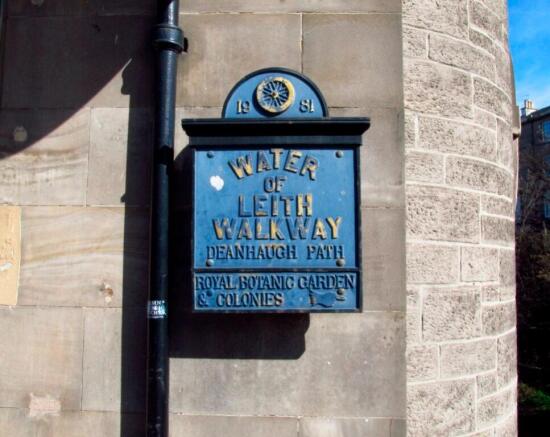 19 81
WATER
OF
LEITH
WALKWAY
DEANHAUGH PATH
ROYAL BOTANIC GARDEN
& COLONIES